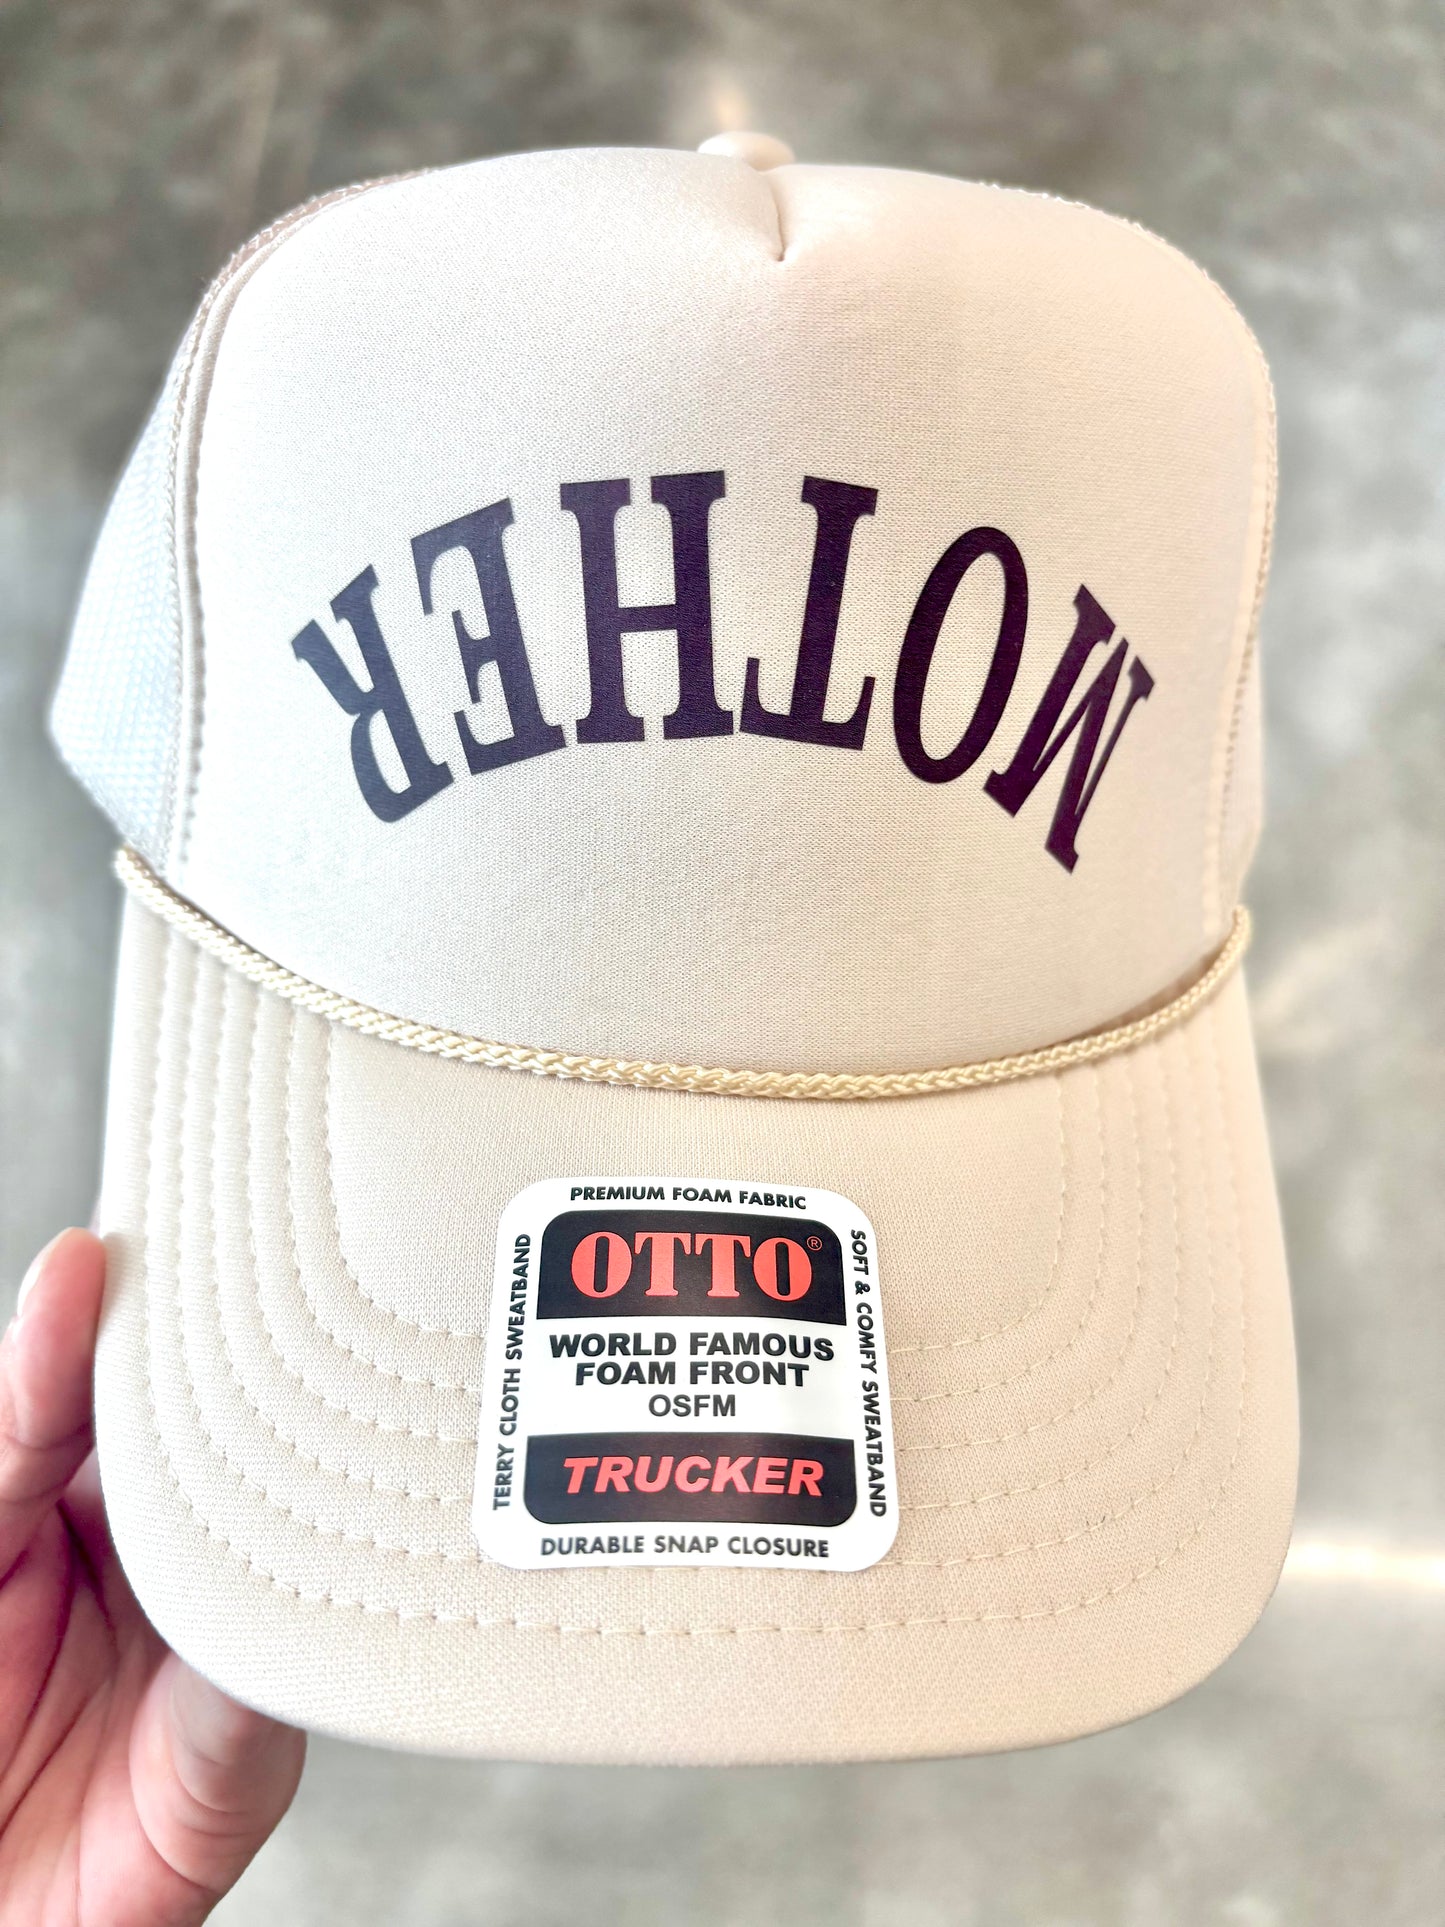 MOTHER
PREMIUM FOAM FABRIC
OTTO®
WORLD FAMOUS
FOAM FRONT
OSFM
TRUCKER
DURABLE SNAP CLOSURE
TERRY CLOTH SWEATBAND
SOFT & COMFY SWEATBAND